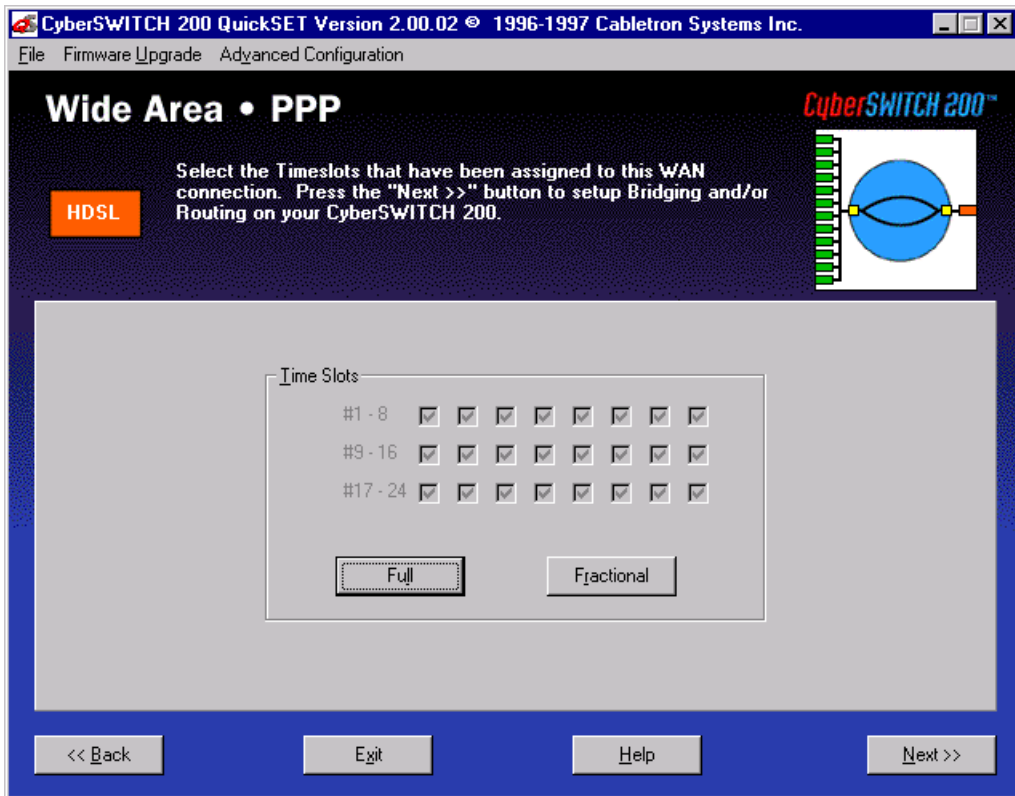 CyberSWITCH 200 QuickSET Version 2.00.02 © 1996-1997 Cabletron Systems Inc.
File Firmware Upgrade Advanced Configuration
Wide Area • PPP
CyberSWITCH 200™
HDSL
Select the Timeslots that have been assigned to this WAN
connection. Press the "Next >>" button to setup Bridging and/or
Routing on your CyberSWITCH 200.
Time Slots
#1 - 8
#9 - 16
#17 - 24
Full
Fractional
<< Back
Exit
Help
Next >>